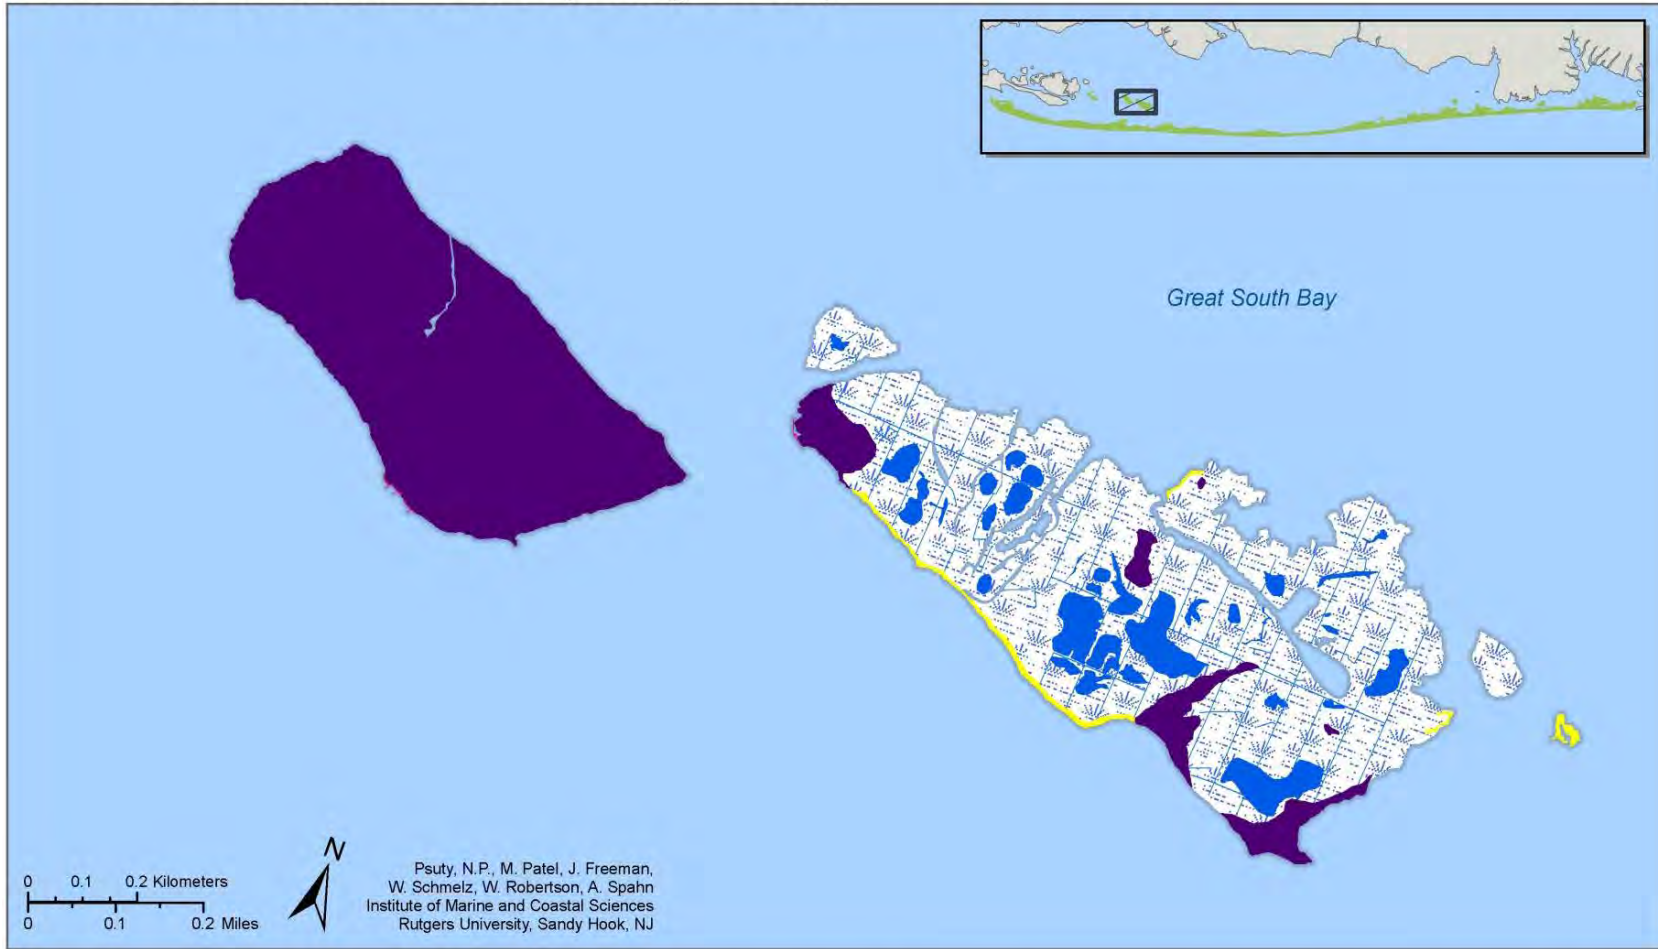 Great South Bay
N
0 0.1 0.2 Kilometers
0 0.1 0.2 Miles
Psuty, N.P., M. Patel, J. Freeman,
W. Schmelz, W. Robertson, A. Spahn
Institute of Marine and Coastal Sciences
Rutgers University, Sandy Hook, NJ